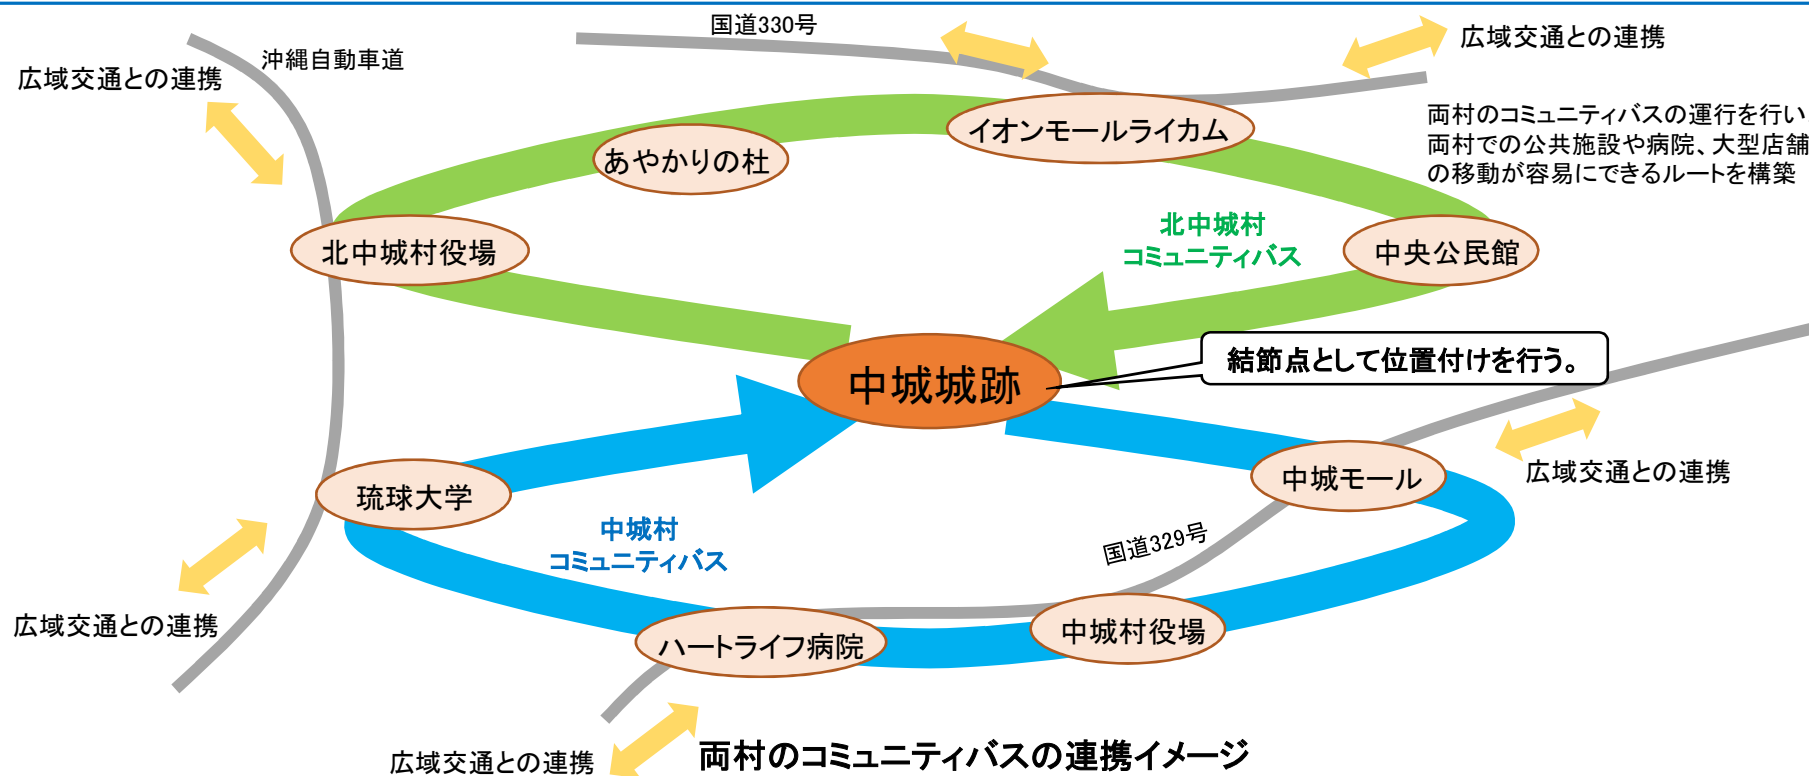 国道330号
広域交通との連携
沖縄自動車道
広域交通との連携
両村のコミュニティバスの運行を行い
両村での公共施設や病院、大型店舗
の移動が容易にできるルートを構築
イオンモールライカム
あやかりの杜
北中城村
コミュニティバス
北中城村役場
中央公民館
結節点として位置付けを行う。
中城城跡
中城モール
広域交通との連携
琉球大学
中城村
コミュニティバス
国道329号
広域交通との連携
ハートライフ病院
中城村役場
広域交通との連携
両村のコミュニティバスの連携イメージ